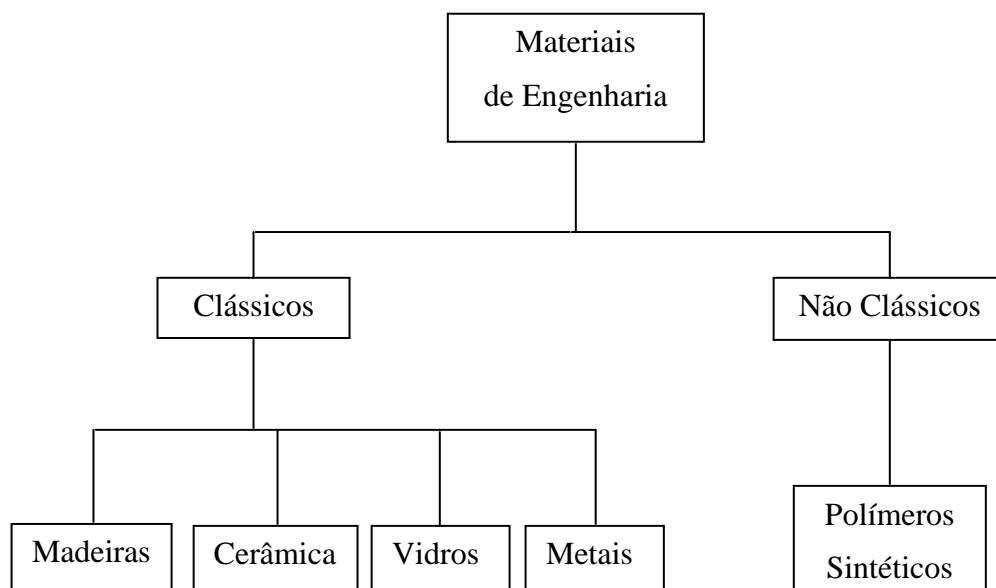 Materiais
de Engenharia
Clássicos
Não Clássicos
Madeiras
Cerâmica
Vidros
Metais
Polímeros
Sintéticos